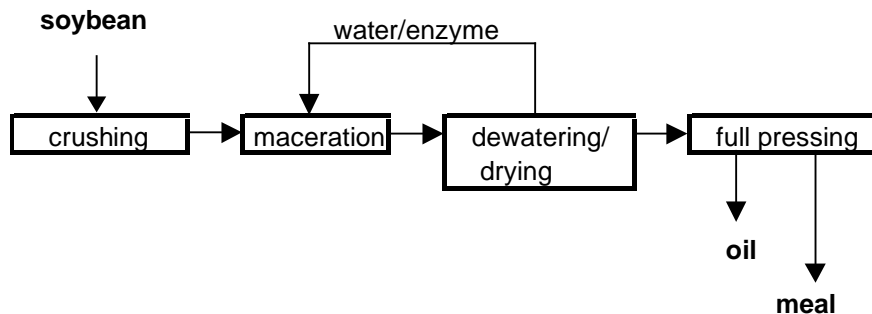 soybean
water/enzyme
crushing
maceration
dewatering/
drying
full pressing
oil
meal